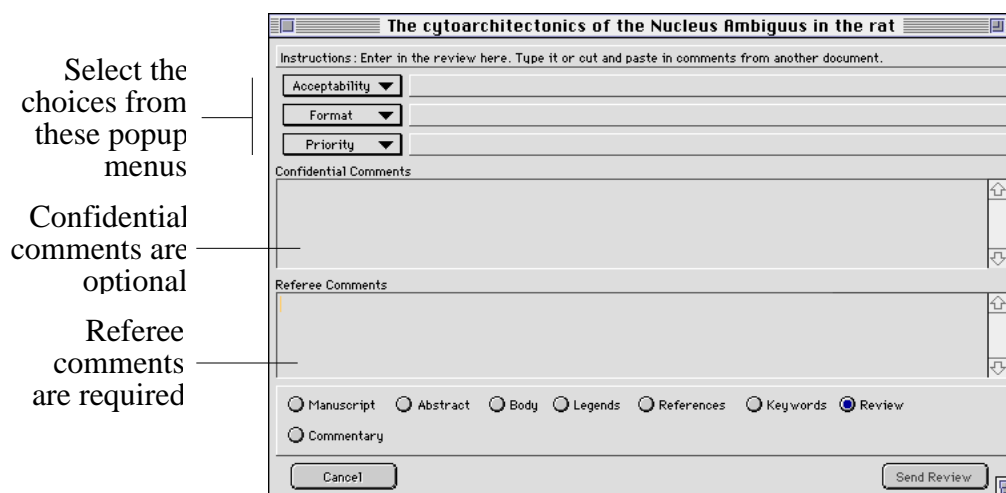 The cytoarchitectonics of the Nucleus Ambiguus in the rat
Instructions: Enter in the review here. Type it or cut and paste in comments from another document.
Select the
choices from
these popup
menus
Acceptability
Format
Priority
Confidential Comments
Confidential
comments are
optional
Referee Comments
Referee
comments
are required
Manuscript Abstract Body Legends References Keywords Review
Commentary
Cancel Send Review